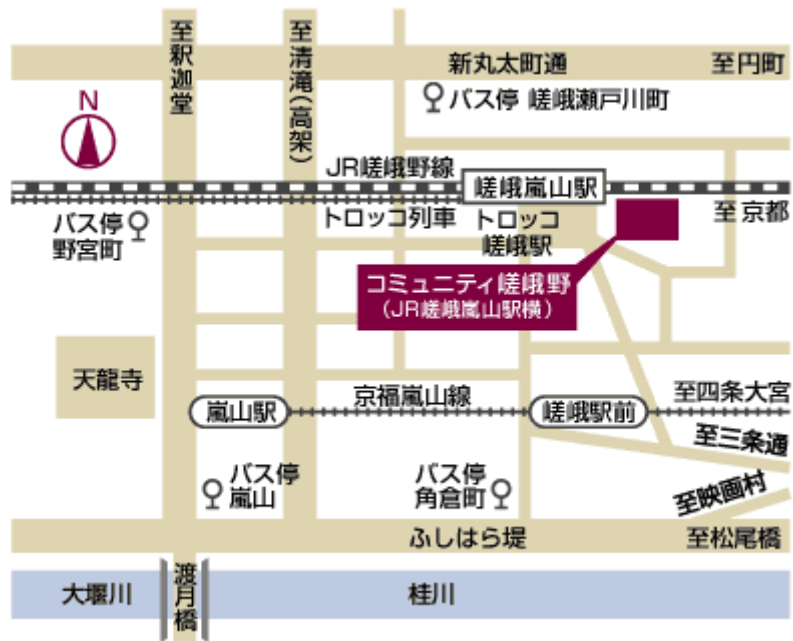 至釈迦堂
至清滝(高架)
新丸太町通
至円町
N
バス停 嵯峨瀬戸川町
JR嵯峨野線
嵯峨嵐山駅
バス停
野宮町
トロッコ列車
トロッコ
嵯峨駅
至京都
コミュニティ嵯峨野
(JR嵯峨嵐山駅横)
天龍寺
嵐山駅
京福嵐山線
嵯峨駅前
至四条大宮
至三条通
バス停
嵐山
バス停
角倉町
至映画村
ふしはら堤
至松尾橋
大堰川
渡月橋
桂川